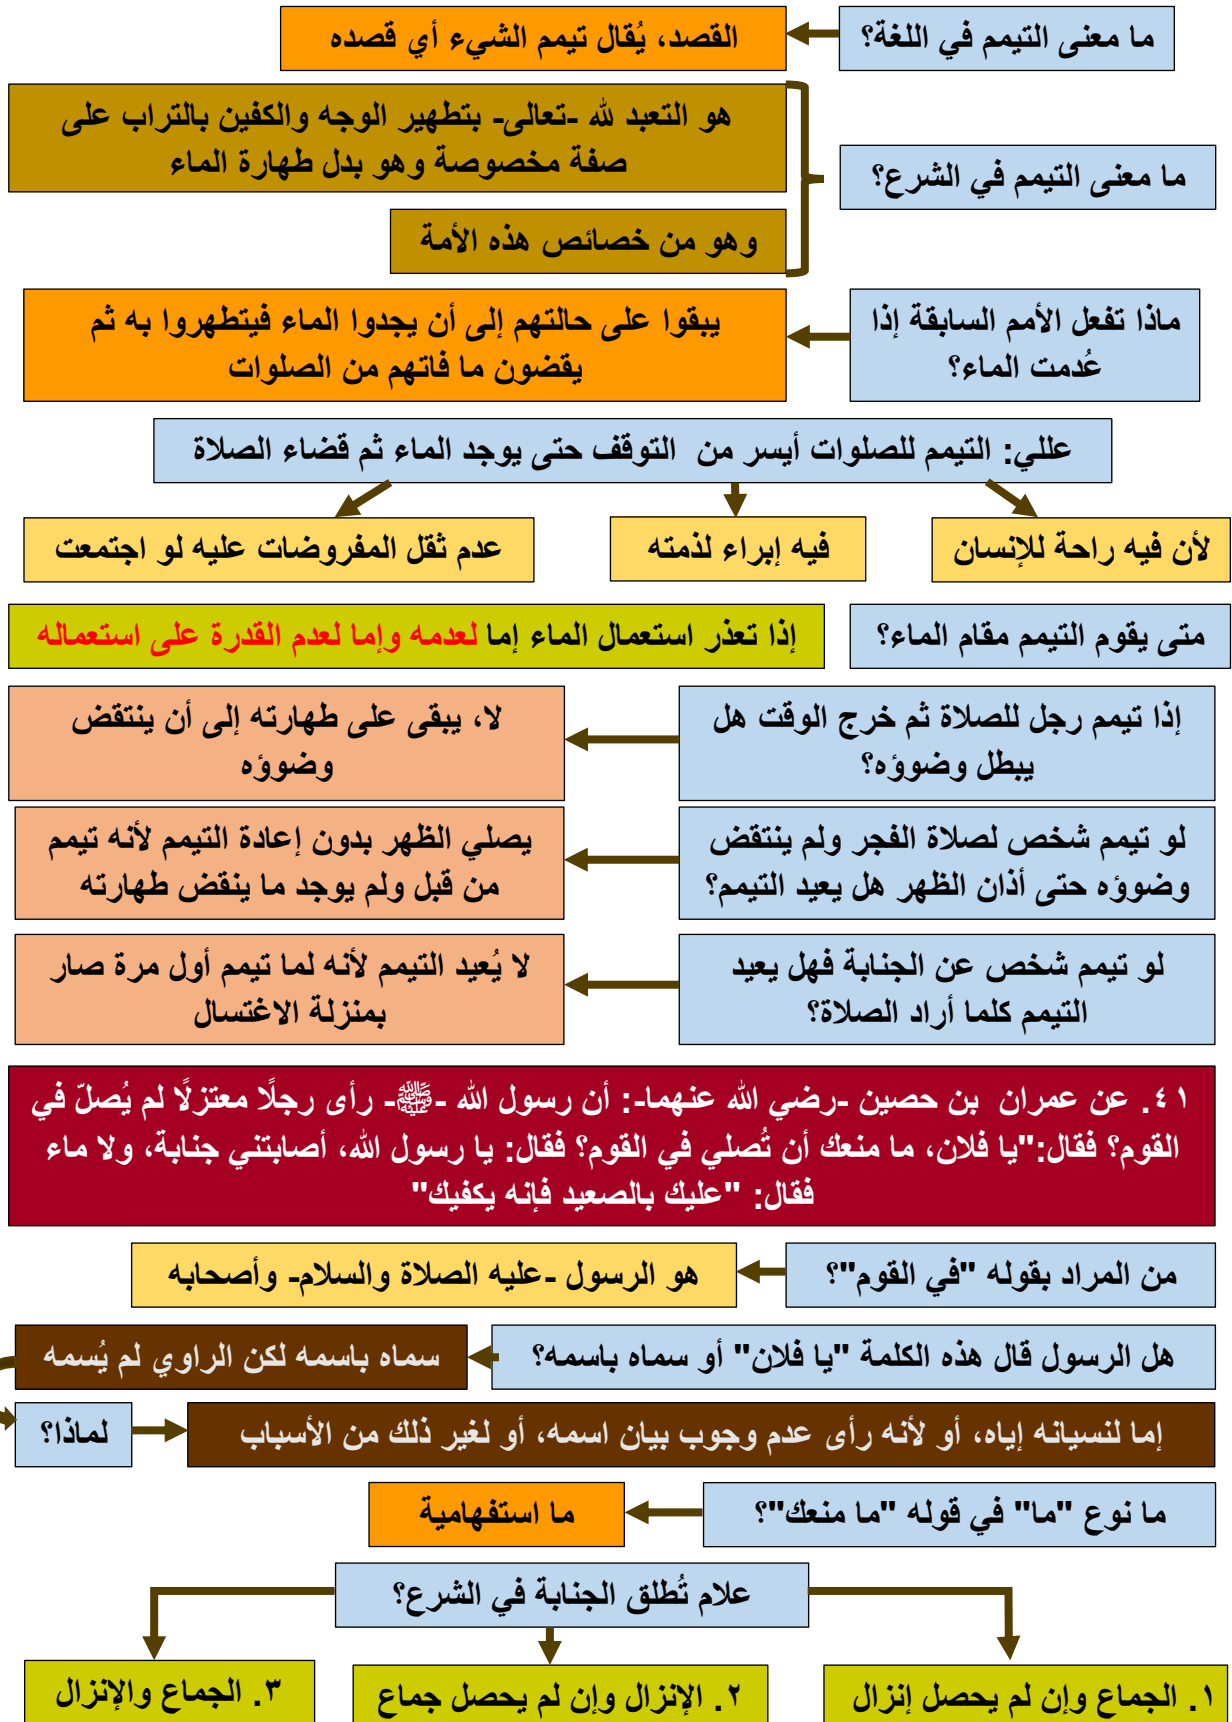 ما معنى التيمم في اللغة؟
القصد، يُقال تيمم الشيء أي قصده
ما معنى التيمم في الشرع؟
هو التعبد لله -تعالى- بتطهير الوجه والكفين بالتراب على
صفة مخصوصة وهو بدل طهارة الماء
وهو من خصائص هذه الأمة
ماذا تفعل الأمم السابقة إذا
عُدمت الماء؟
يبقوا على حالتهم إلى أن يجدوا الماء فيتطهروا به ثم
يقضون ما فاتهم من الصلوات
عللي: التيمم للصلوات أيسر من التوقف حتى يوجد الماء ثم قضاء الصلاة
لأن فيه راحة للإنسان
فيه إبراء لذمته
عدم ثقل المفروضات عليه لو اجتمعت
متى يقوم التيمم مقام الماء؟
إذا تعذر استعمال الماء إما لعدمه وإما لعدم القدرة على استعماله
إذا تيمم رجل للصلاة ثم خرج الوقت هل
يبطل وضوؤه؟
لا، يبقى على طهارته إلى أن ينتقض
وضوؤه
لو تيمم شخص لصلاة الفجر ولم ينتقض
وضوؤه حتى أذان الظهر هل يعيد التيمم؟
يصلي الظهر بدون إعادة التيمم لأنه تيمم
من قبل ولم يوجد ما ينقض طهارته
لو تيمم شخص عن الجنابة فهل يعيد
التيمم كلما أراد الصلاة؟
لا يُعيد التيمم لأنه لما تيمم أول مرة صار
بمنزلة الاغتسال
٤١. عن عمران بن حصين -رضي الله عنهما-: أن رسول الله -ﷺ- رأى رجلًا معتزلًا لم يُصلّ في
القوم؟ فقال:"يا فلان، ما منعك أن تُصلي في القوم؟ فقال: يا رسول الله، أصابتني جنابة، ولا ماء
فقال: "عليك بالصعيد فإنه يكفيك"
من المراد بقوله "في القوم"؟
هو الرسول -عليه الصلاة والسلام- وأصحابه
هل الرسول قال هذه الكلمة "يا فلان" أو سماه باسمه؟
سماه باسمه لكن الراوي لم يُسمه
لماذا؟
إما لنسيانه إياه، أو لأنه رأى عدم وجوب بيان اسمه، أو لغير ذلك من الأسباب
ما نوع "ما" في قوله "ما منعك"؟
ما استفهامية
علام تُطلق الجنابة في الشرع؟
١. الجماع وإن لم يحصل إنزال
٢. الإنزال وإن لم يحصل جماع
٣. الجماع والإنزال